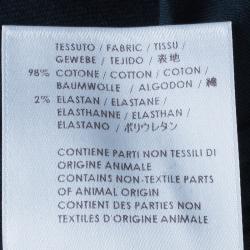 TESSUTO / FABRIC / TISSU /
GEWEBE / TEJIDO / 表地
98% COTONE / COTTON / COTON /
BAUMWOLLE / ALGODON / 綿
2% ELASTAN / ELASTANE /
ELASTHANNE / ELASTHAN /
ELASTANO / ポリウレタン
CONTIENE PARTI NON TESSILI DI
ORIGINE ANIMALE
CONTAINS NON-TEXTILE PARTS
OF ANIMAL ORIGIN
CONTIENT DES PARTIES NON
TEXTILES D'ORIGINE ANIMALE